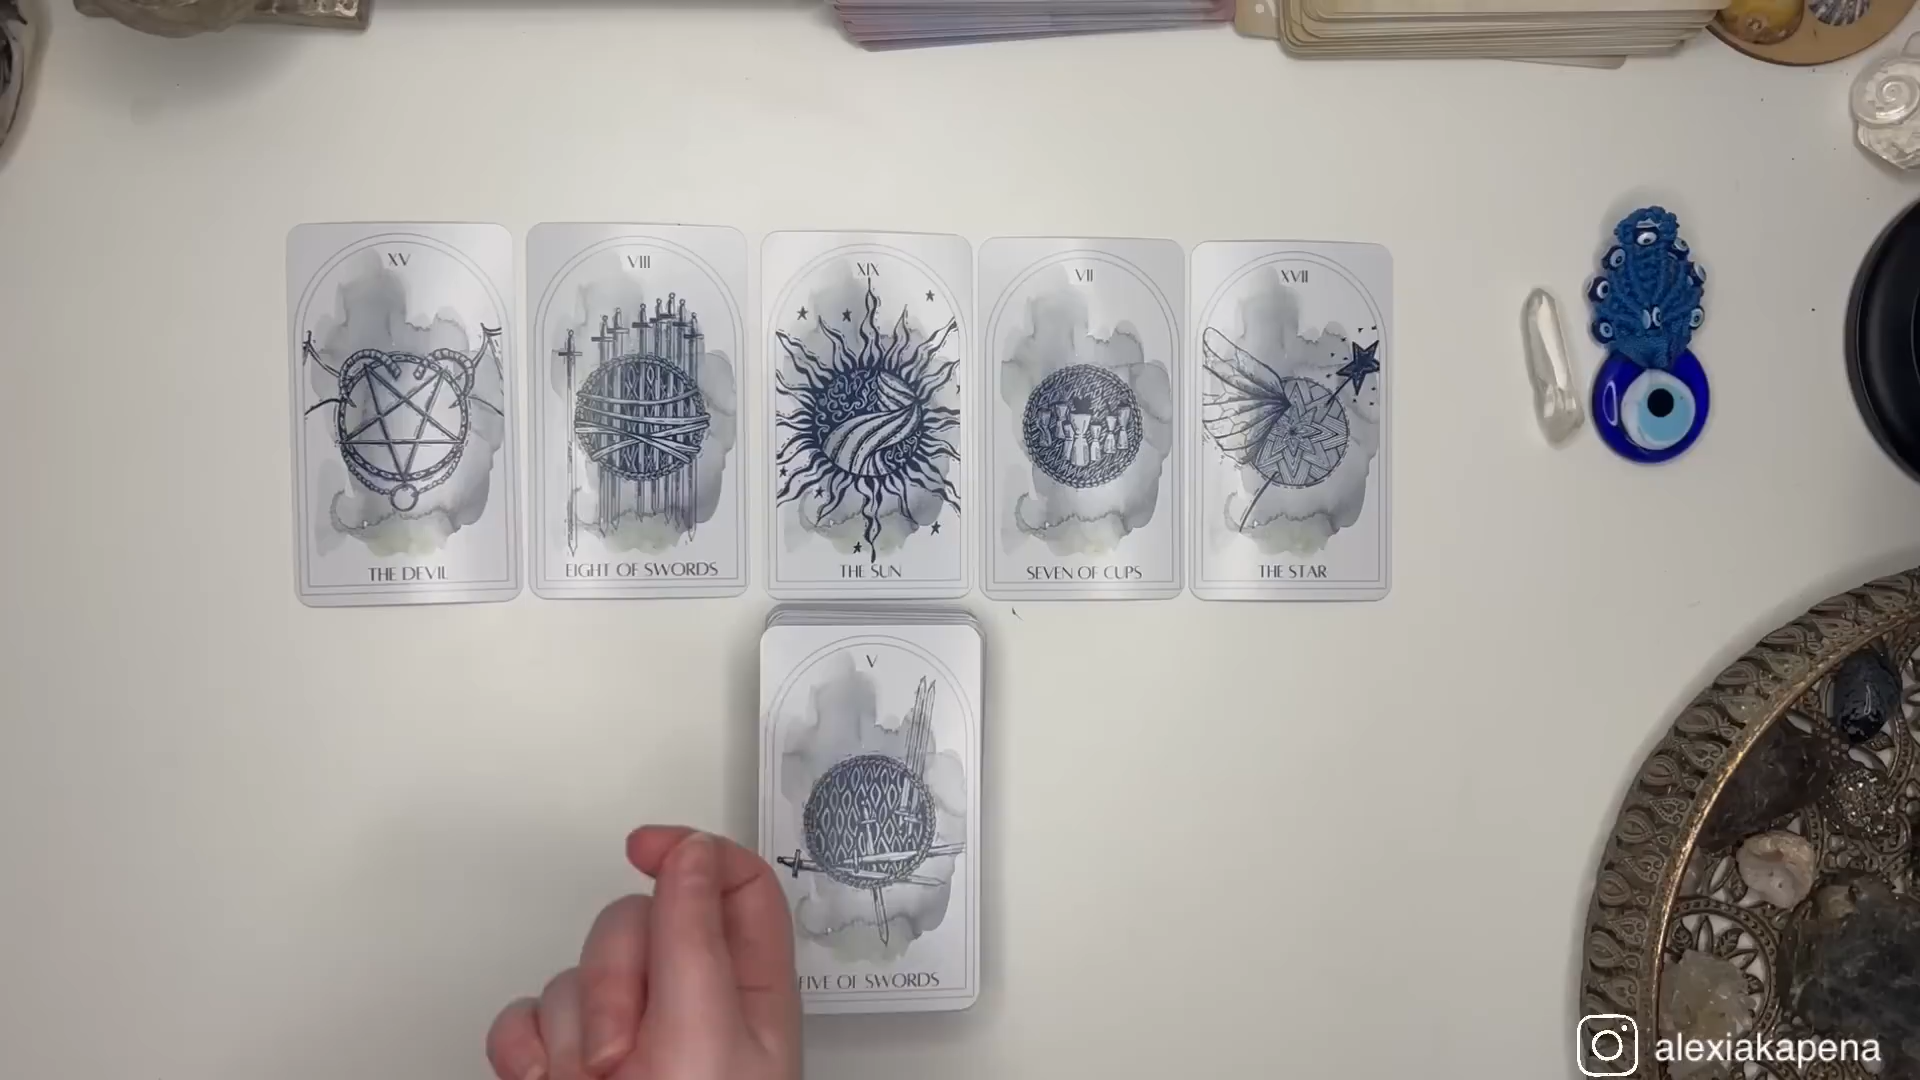 XV
THE DEVIL
VIII
EIGHT OF SWORDS
XIX
THE SUN
VII
SEVEN OF CUPS
XVII
THE STAR
V
FIVE OF SWORDS
alexiakapena